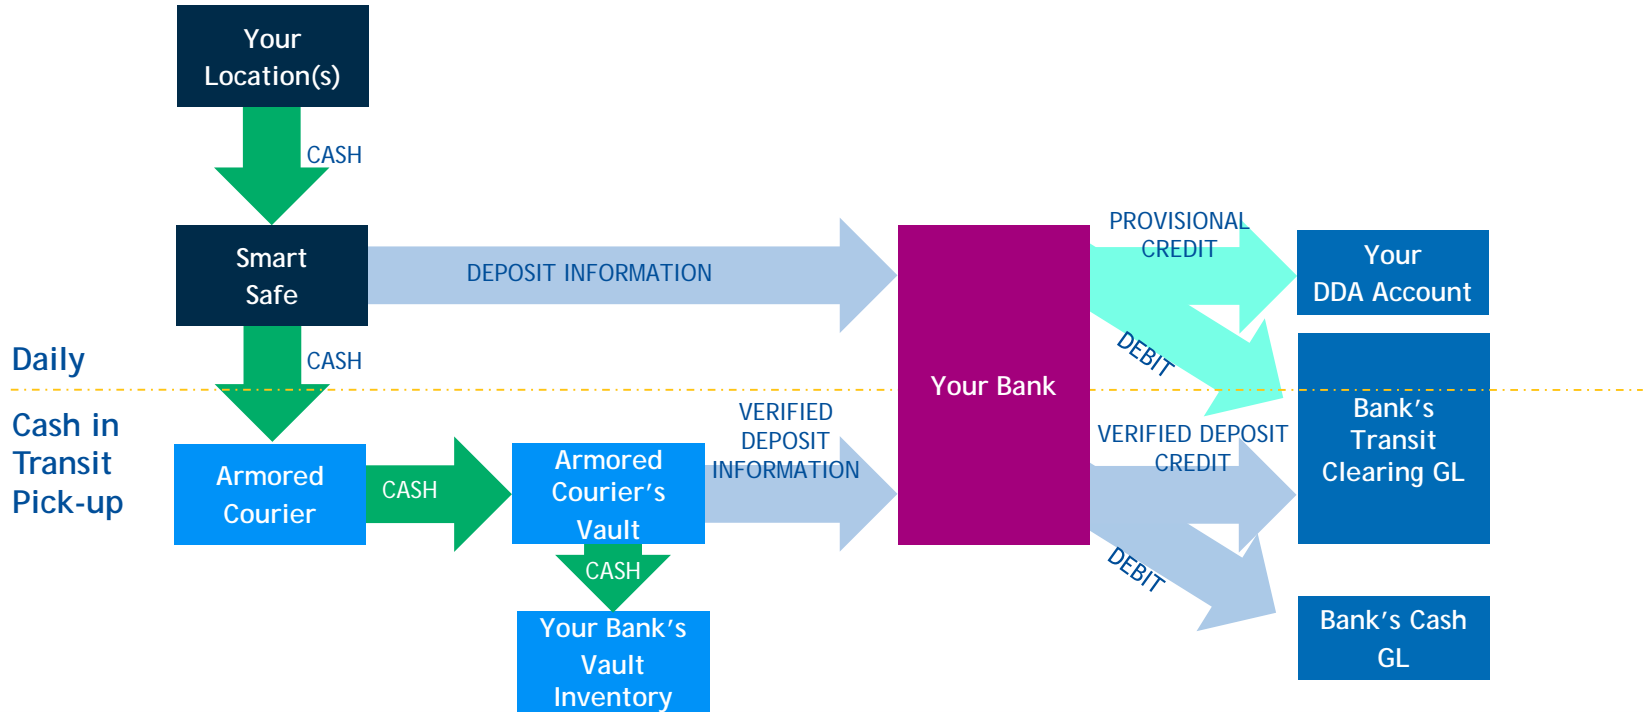 Your
Location(s)
CASH
Smart
Safe
DEPOSIT INFORMATION
PROVISIONAL
CREDIT
Your
DDA Account
DEBIT
CASH
Daily
Your Bank
Cash in
Transit
Pick-up
Armored
Courier
CASH
Armored
Courier’s
Vault
VERIFIED
DEPOSIT
INFORMATION
VERIFIED DEPOSIT
CREDIT
Bank’s
Transit
Clearing GL
DEBIT
CASH
Your Bank’s
Vault
Inventory
Bank’s Cash
GL